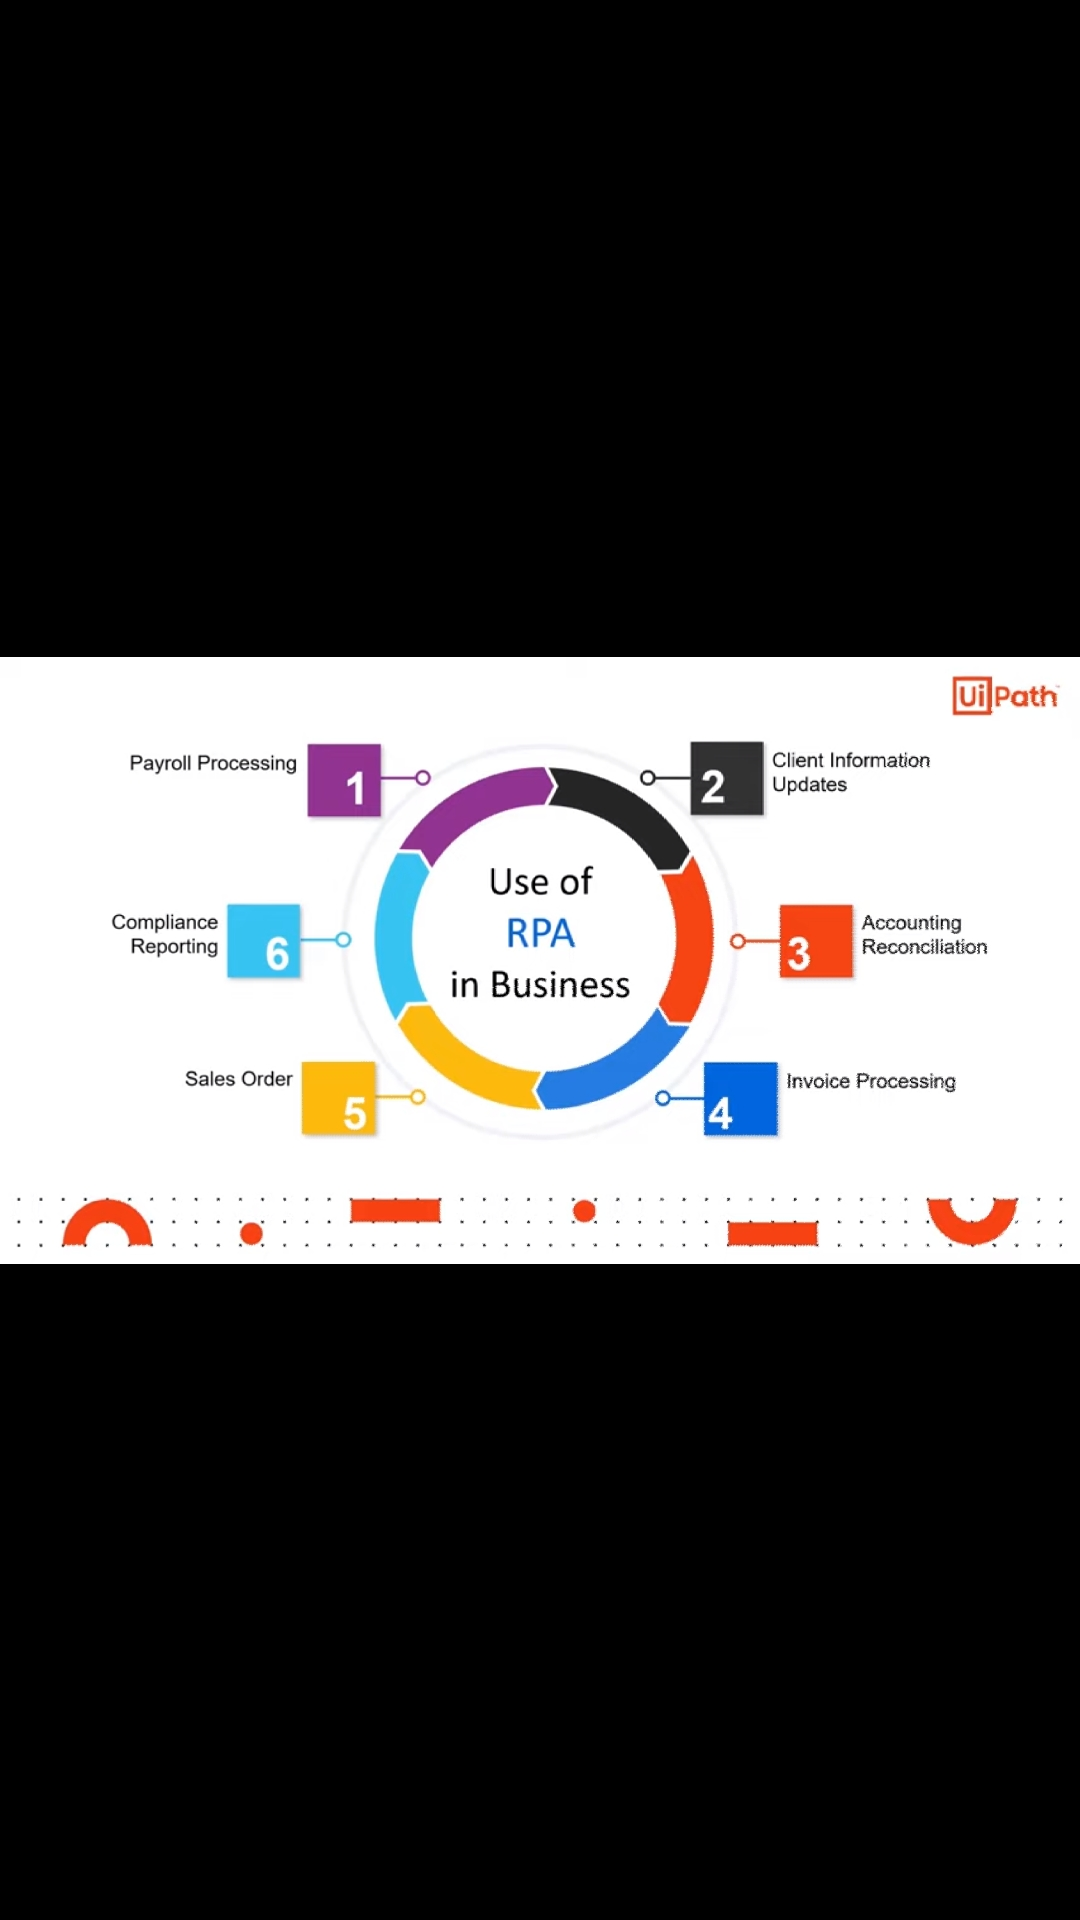 UiPath
Payroll Processing
1
2
Client Information
Updates
Use of
RPA
in Business
Compliance
Reporting
6
3
Accounting
Reconciliation
Sales Order
5
4
Invoice Processing